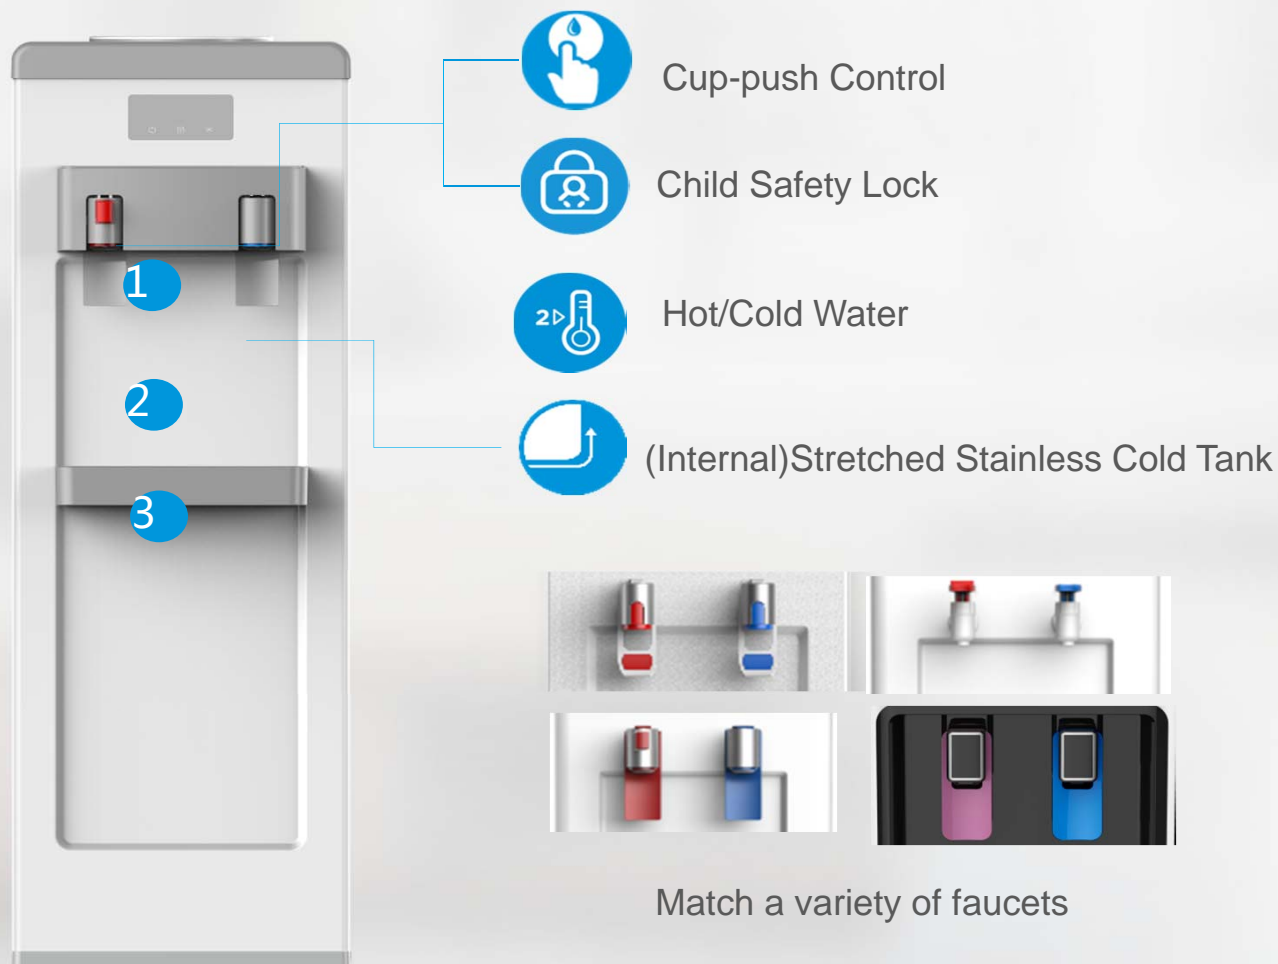 Cup-push Control
Child Safety Lock
1
2
Hot/Cold Water
2
(Internal)Stretched Stainless Cold Tank
3
Match a variety of faucets